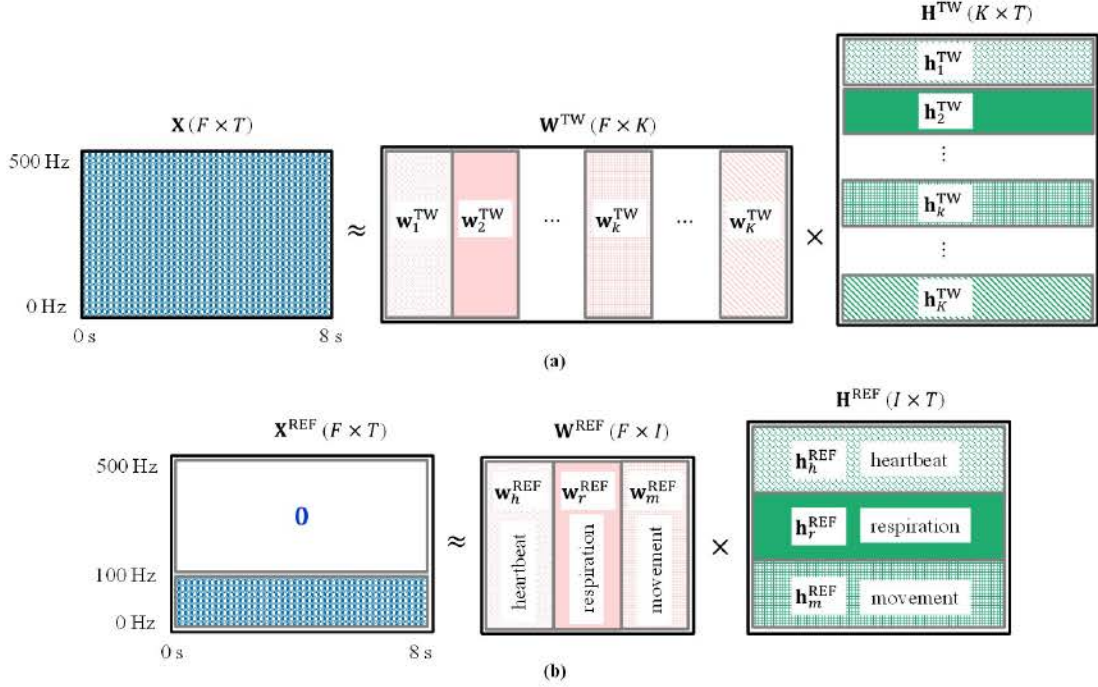 𝐇^TW (K × T)
𝐡_1^TW
𝐡_2^TW
⋮
𝐡_k^TW
⋮
𝐡_K^TW
𝐗 (F × T)
500 Hz
0 Hz
0 s 8 s
≈
𝐖^TW (F × K)
𝐰_1^TW 𝐰_2^TW ... 𝐰_k^TW ... 𝐰_K^TW
×
(a)
𝐗^REF (F × T)
500 Hz
0
100 Hz
0 Hz
0 s 8 s
≈
𝐖^REF (F × I)
𝐰_h^REF 𝐰_r^REF 𝐰_m^REF
heartbeat
respiration
movement
×
𝐇^REF (I × T)
𝐡_h^REF heartbeat
𝐡_r^REF respiration
𝐡_m^REF movement
(b)